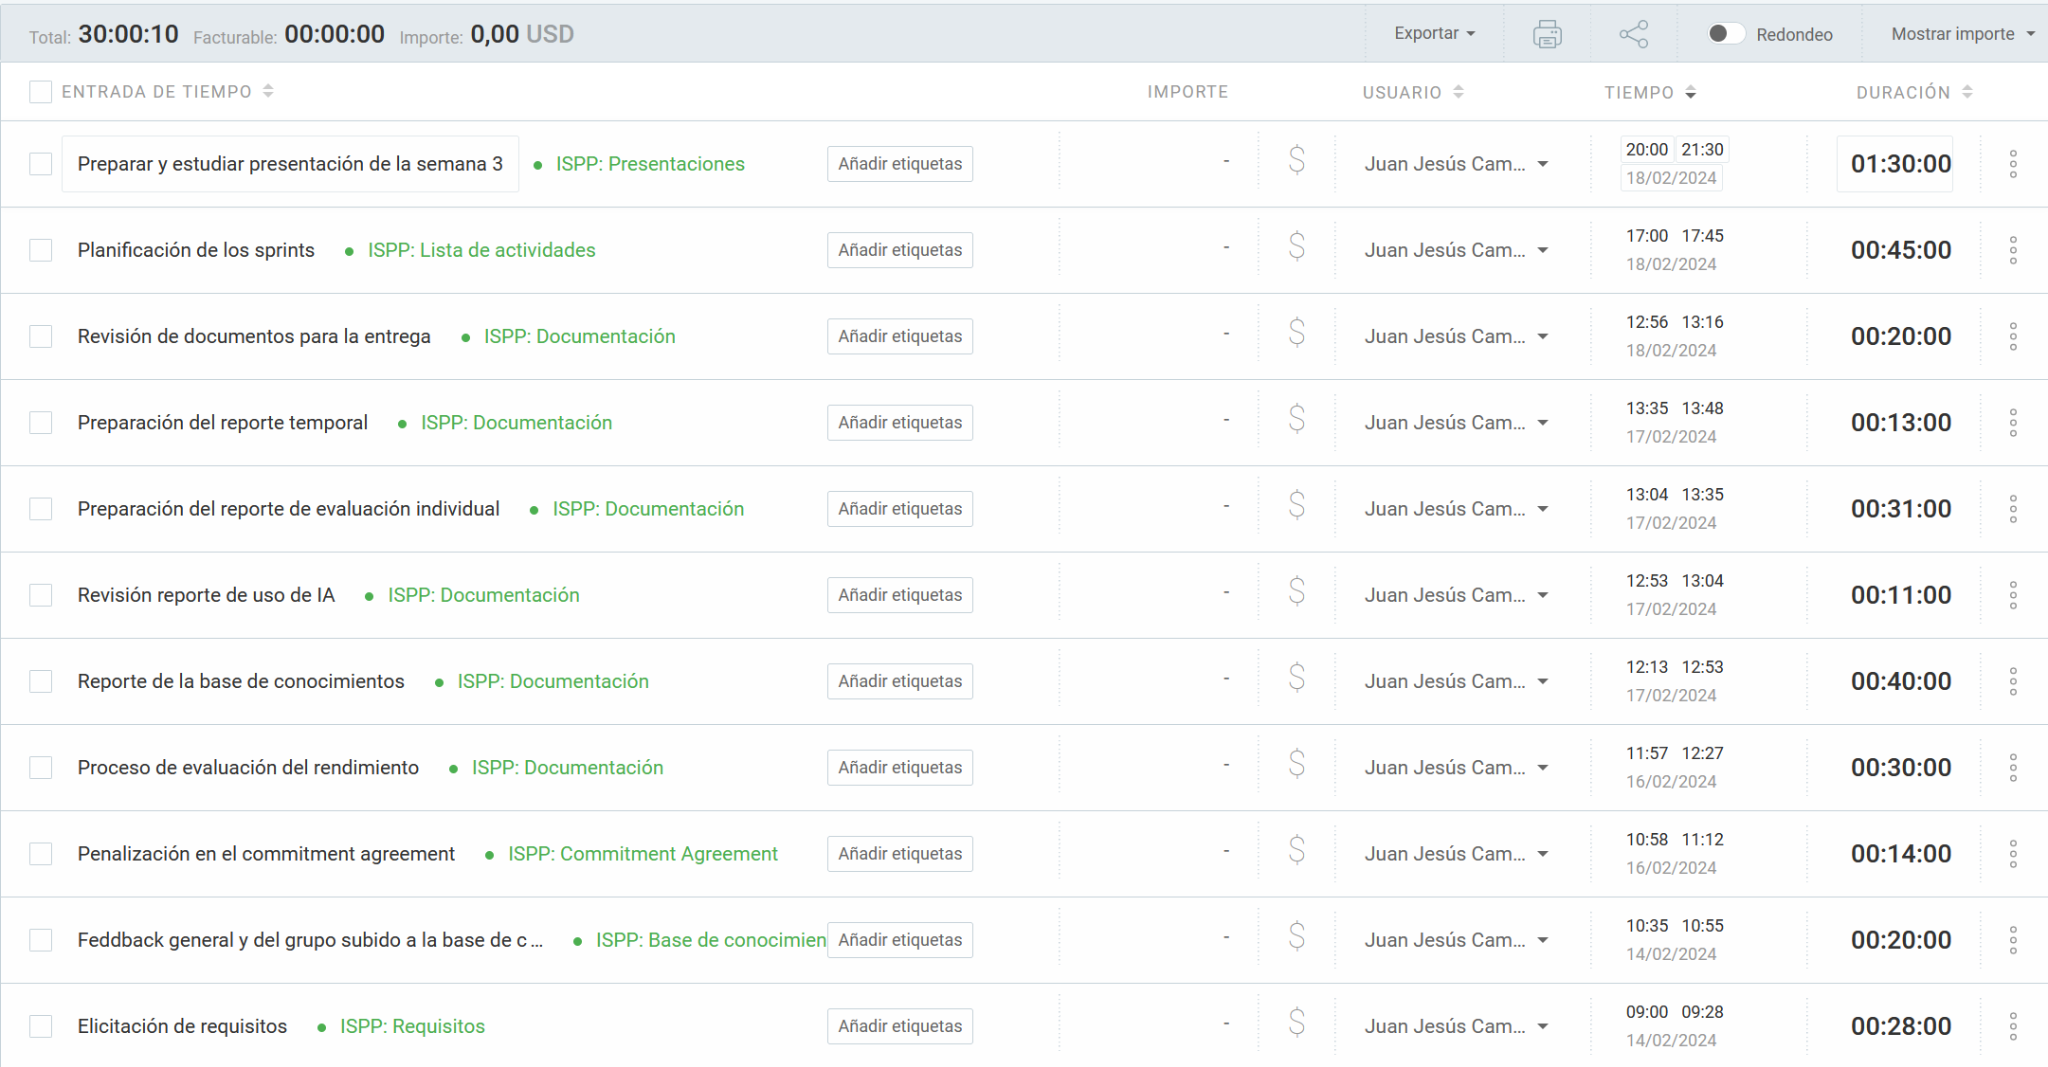 Total: 30:00:10 Facturable: 00:00:00 Importe: 0,00 USD Exportar Redondeo Mostrar importe
ENTRADA DE TIEMPO IMPORTE USUARIO TIEMPO DURACIÓN
Preparar y estudiar presentación de la semana 3 • ISPP: Presentaciones Añadir etiquetas - $ Juan Jesús Cam... 20:00 21:30 01:30:00
18/02/2024
Planificación de los sprints • ISPP: Lista de actividades Añadir etiquetas - $ Juan Jesús Cam... 17:00 17:45 00:45:00
18/02/2024
Revisión de documentos para la entrega • ISPP: Documentación Añadir etiquetas - $ Juan Jesús Cam... 12:56 13:16 00:20:00
18/02/2024
Preparación del reporte temporal • ISPP: Documentación Añadir etiquetas - $ Juan Jesús Cam... 13:35 13:48 00:13:00
17/02/2024
Preparación del reporte de evaluación individual • ISPP: Documentación Añadir etiquetas - $ Juan Jesús Cam... 13:04 13:35 00:31:00
17/02/2024
Revisión reporte de uso de IA • ISPP: Documentación Añadir etiquetas - $ Juan Jesús Cam... 12:53 13:04 00:11:00
17/02/2024
Reporte de la base de conocimientos • ISPP: Documentación Añadir etiquetas - $ Juan Jesús Cam... 12:13 12:53 00:40:00
17/02/2024
Proceso de evaluación del rendimiento • ISPP: Documentación Añadir etiquetas - $ Juan Jesús Cam... 11:57 12:27 00:30:00
16/02/2024
Penalización en el commitment agreement • ISPP: Commitment Agreement Añadir etiquetas - $ Juan Jesús Cam... 10:58 11:12 00:14:00
16/02/2024
Feddback general y del grupo subido a la base de c ... • ISPP: Base de conocimien Añadir etiquetas - $ Juan Jesús Cam... 10:35 10:55 00:20:00
14/02/2024
Elicitación de requisitos • ISPP: Requisitos Añadir etiquetas - $ Juan Jesús Cam... 09:00 09:28 00:28:00
14/02/2024